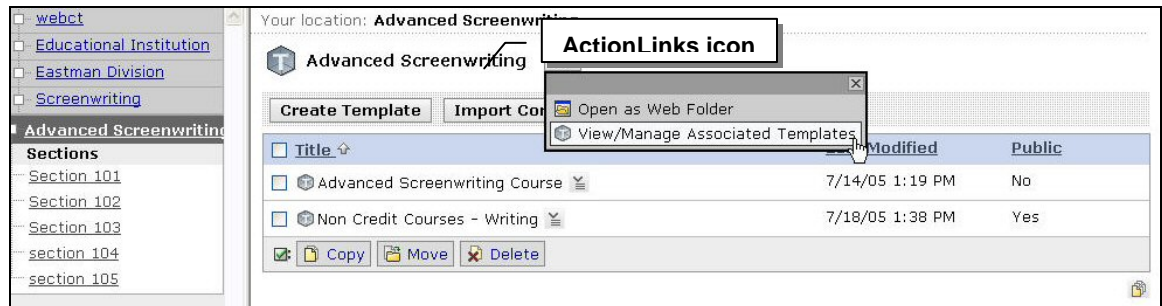 webct
Educational Institution
Eastman Division
Screenwriting
Advanced Screenwriting
Sections
Section 101
Section 102
Section 103
section 104
section 105
Your location: Advanced Screenwriting
ActionLinks icon
Advanced Screenwriting
Create Template
Import Con
Open as Web Folder
View/Manage Associated Templates
Title
Modified
Public
Advanced Screenwriting Course
7/14/05 1:19 PM
No
Non Credit Courses - Writing
7/18/05 1:38 PM
Yes
Copy
Move
Delete